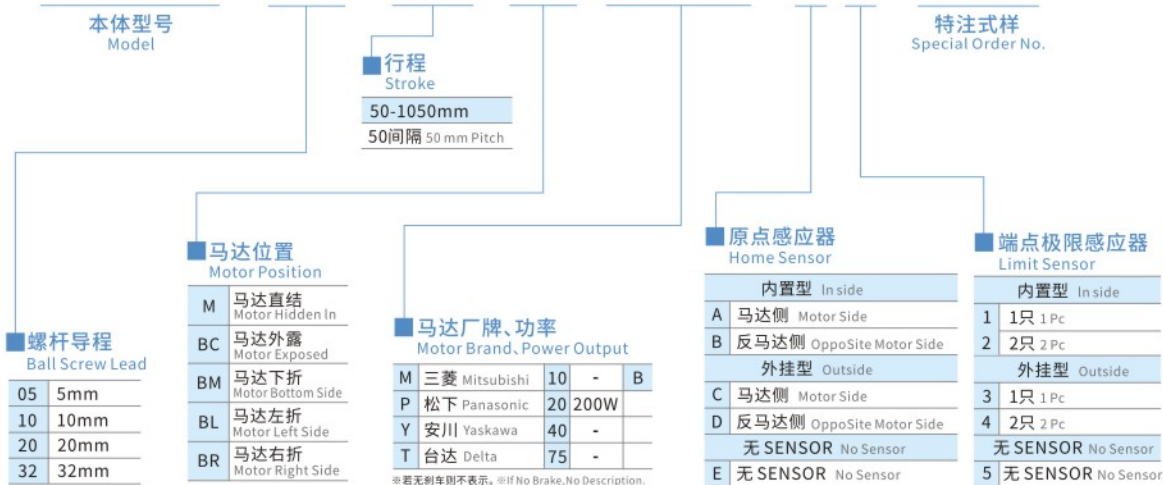 本体型号
Model
特注式样
Special Order No.
行程
Stroke
50-1050mm
50间隔 50 mm Pitch
马达位置
Motor Position
M 马达直结
Motor Hidden ln
BC 马达外露
Motor Exposed
BM 马达下折
Motor Bottom Side
BL 马达左折
Motor Left Side
BR 马达右折
Motor Right Side
螺杆导程
Ball Screw Lead
05 5mm
10 10mm
20 20mm
32 32mm
马达厂牌、功率
Motor Brand、Power Output
M 三菱 Mitsubishi 10 - B
P 松下 Panasonic 20 200W
Y 安川 Yaskawa 40 -
T 台达 Delta 75 -
※若无刹车则不表示。※If No Brake,No Description.
原点感应器
Home Sensor
内置型 In side
A 马达侧 Motor Side
B 反马达侧 OppoSite Motor Side
外挂型 Outside
C 马达侧 Motor Side
D 反马达侧 OppoSite Motor Side
无 SENSOR No Sensor
E 无 SENSOR No Sensor
端点极限感应器
Limit Sensor
内置型 In side
1 1只 1 Pc
2 2只 2 Pc
外挂型 Outside
3 1只 1 Pc
4 2只 2 Pc
无 SENSOR No Sensor
5 无 SENSOR No Sensor